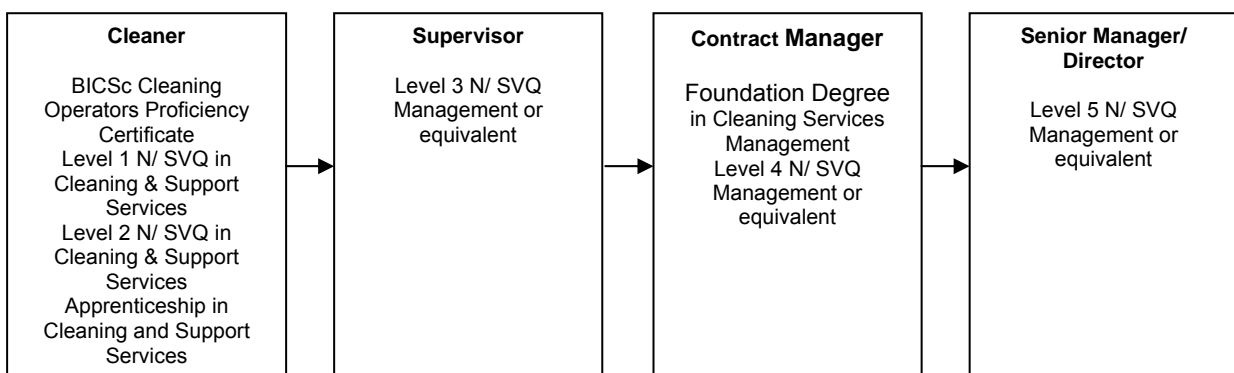 Cleaner
BICSc Cleaning
Operators Proficiency
Certificate
Level 1 N/ SVQ in
Cleaning & Support
Services
Level 2 N/ SVQ in
Cleaning & Support
Services
Apprenticeship in
Cleaning and Support
Services
Supervisor
Level 3 N/ SVQ
Management or
equivalent
Contract Manager
Foundation Degree
in Cleaning Services
Management
Level 4 N/ SVQ
Management or
equivalent
Senior Manager/
Director
Level 5 N/ SVQ
Management or
equivalent